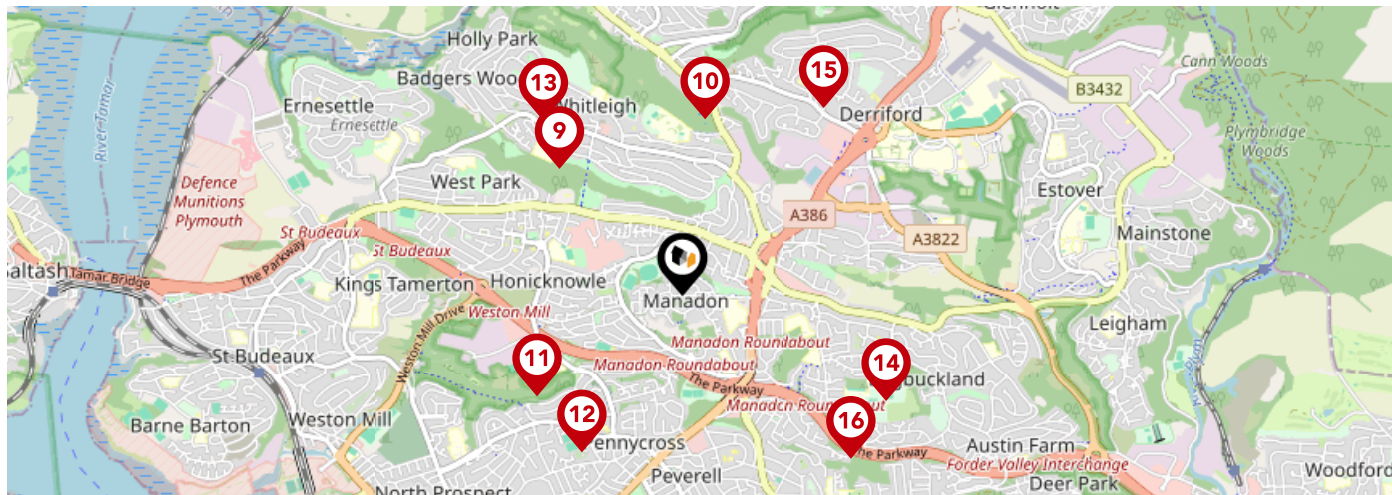 Holly Park
Badgers Woo
13
10
15
Cann Woods
B3432
Ernesettle
Ernesettle
Whitleigh
Derriford
9
River Tamar
Plymbridge
Woods
Defence
Munitions
Plymouth
West Park
Estover
A386
A3822
Mainstone
St Budeaux
St Budeaux
The Parkway
altash
Tamar Bridge
Kings Tamerton
Honicknowle
Manadon
Weston Mill
Weston Mill Drive
Leigham
Manadon Roundabout
St Budeaux
11
Manadon Roundabout
14
buckland
The Parkway
Manadon Roundabout
Barne Barton
Weston Mill
12
ennycross
16
The Parkway
Austin Farm
Forder Valley Interchange
Peverell
Deer Park
Woodford
North Prospect